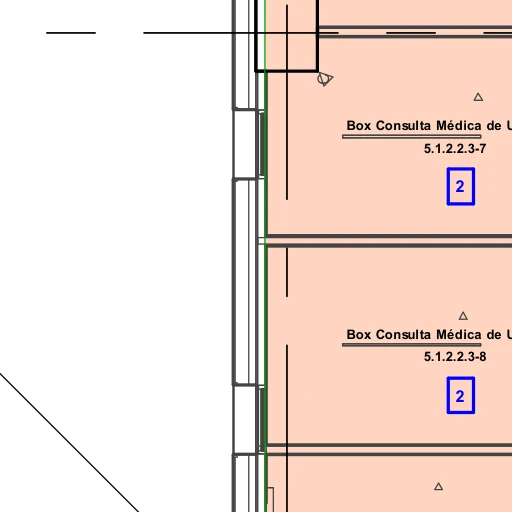 Box Consulta Médica de U
5.1.2.2.3-7
2
Box Consulta Médica de U
5.1.2.2.3-8
2